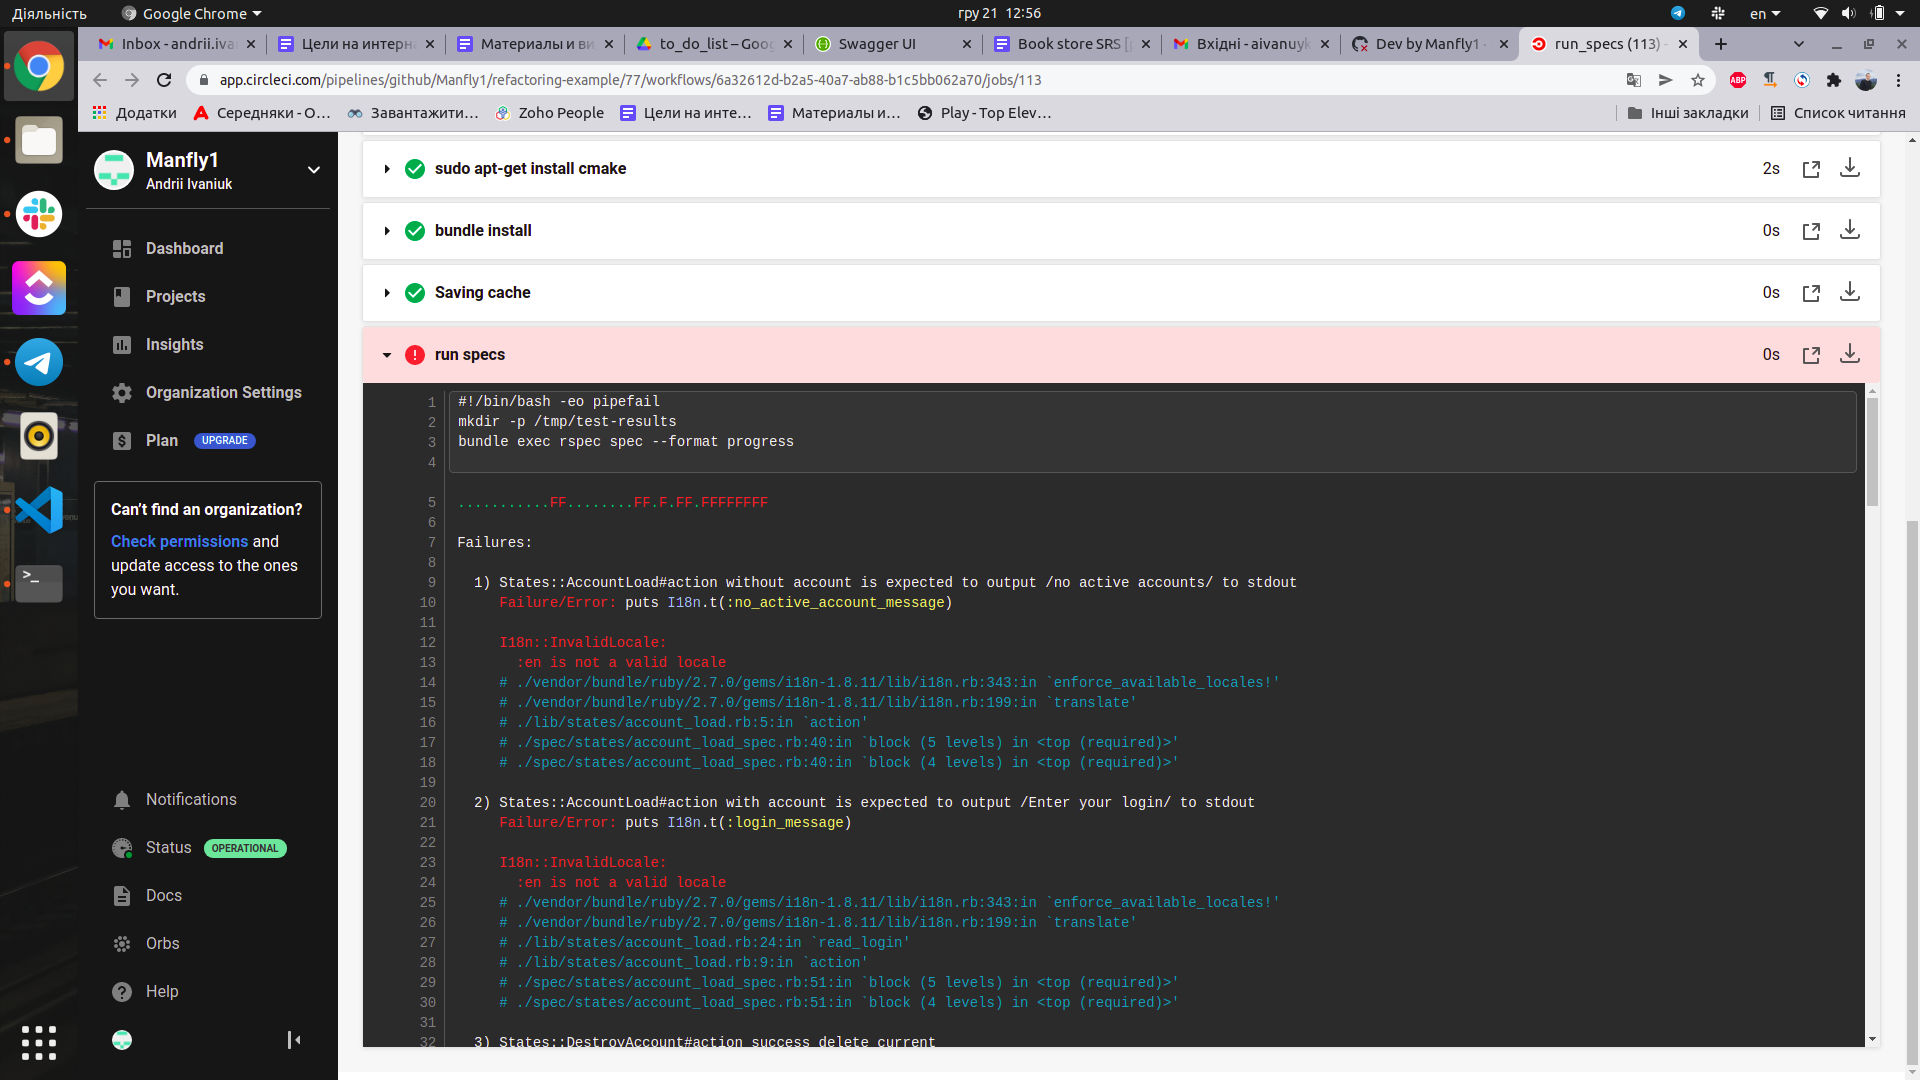 Діяльність
Google Chrome
гру 21 12:56
en
Inbox - andrii.iva
Цели на интерн
Материалы и ви
to_do_list – Goog
Swagger UI
Book store SRS [
Вхідні - aivanuyk
Dev by Manfly1
run_specs (113) -
app.circleci.com/pipelines/github/Manfly1/refactoring-example/77/workflows/6a32612d-b2a5-40a7-ab88-b1c5bb062a70/jobs/113
ABP
Додатки
Середняки - О…
Завантажити…
Zoho People
Цели на инте…
Материалы и…
Play - Top Elev…
Інші закладки
Список читання
Manfly1
Andrii Ivaniuk
Dashboard
Projects
Insights
Organization Settings
Plan UPGRADE
Can't find an organization?
Check permissions and
update access to the ones
you want.
Notifications
Status OPERATIONAL
Docs
Orbs
Help
sudo apt-get install cmake 2s
bundle install 0s
Saving cache 0s
run specs 0s
1 #!/bin/bash -eo pipefail
2 mkdir -p /tmp/test-results
3 bundle exec rspec spec --format progress
4
5 ...........FF........FF.F.FF.FFFFFFFF
6
7 Failures:
8
9 1) States::AccountLoad#action without account is expected to output /no active accounts/ to stdout
10 Failure/Error: puts I18n.t(:no_active_account_message)
11
12 I18n::InvalidLocale:
13 :en is not a valid locale
14 # ./vendor/bundle/ruby/2.7.0/gems/i18n-1.8.11/lib/i18n.rb:343:in `enforce_available_locales!'
15 # ./vendor/bundle/ruby/2.7.0/gems/i18n-1.8.11/lib/i18n.rb:199:in `translate'
16 # ./lib/states/account_load.rb:5:in `action'
17 # ./spec/states/account_load_spec.rb:40:in `block (5 levels) in <top (required)>'
18 # ./spec/states/account_load_spec.rb:40:in `block (4 levels) in <top (required)>'
19
20 2) States::AccountLoad#action with account is expected to output /Enter your login/ to stdout
21 Failure/Error: puts I18n.t(:login_message)
22
23 I18n::InvalidLocale:
24 :en is not a valid locale
25 # ./vendor/bundle/ruby/2.7.0/gems/i18n-1.8.11/lib/i18n.rb:343:in `enforce_available_locales!'
26 # ./vendor/bundle/ruby/2.7.0/gems/i18n-1.8.11/lib/i18n.rb:199:in `translate'
27 # ./lib/states/account_load.rb:24:in `read_login'
28 # ./lib/states/account_load.rb:9:in `action'
29 # ./spec/states/account_load_spec.rb:51:in `block (5 levels) in <top (required)>'
30 # ./spec/states/account_load_spec.rb:51:in `block (4 levels) in <top (required)>'
31
32 3) States::DestroyAccount#action success delete current